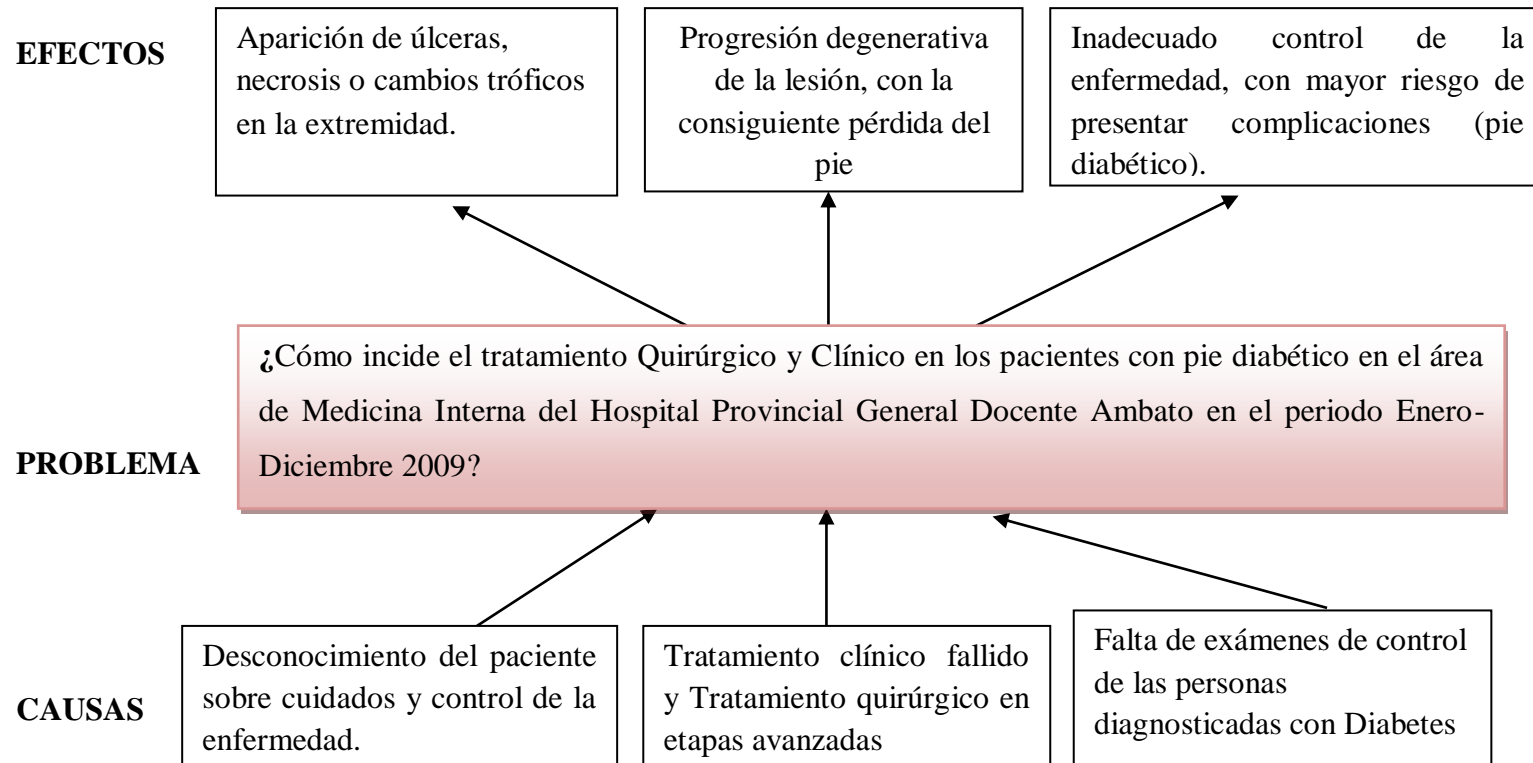 EFECTOS
Aparición de úlceras,
necrosis o cambios tróficos
en la extremidad.
Progresión degenerativa
de la lesión, con la
consiguiente pérdida del
pie
Inadecuado control de la
enfermedad, con mayor riesgo de
presentar complicaciones (pie
diabético).
PROBLEMA
¿Cómo incide el tratamiento Quirúrgico y Clínico en los pacientes con pie diabético en el área
de Medicina Interna del Hospital Provincial General Docente Ambato en el periodo Enero-
Diciembre 2009?
CAUSAS
Desconocimiento del paciente
sobre cuidados y control de la
enfermedad.
Tratamiento clínico fallido
y Tratamiento quirúrgico en
etapas avanzadas
Falta de exámenes de control
de las personas
diagnosticadas con Diabetes